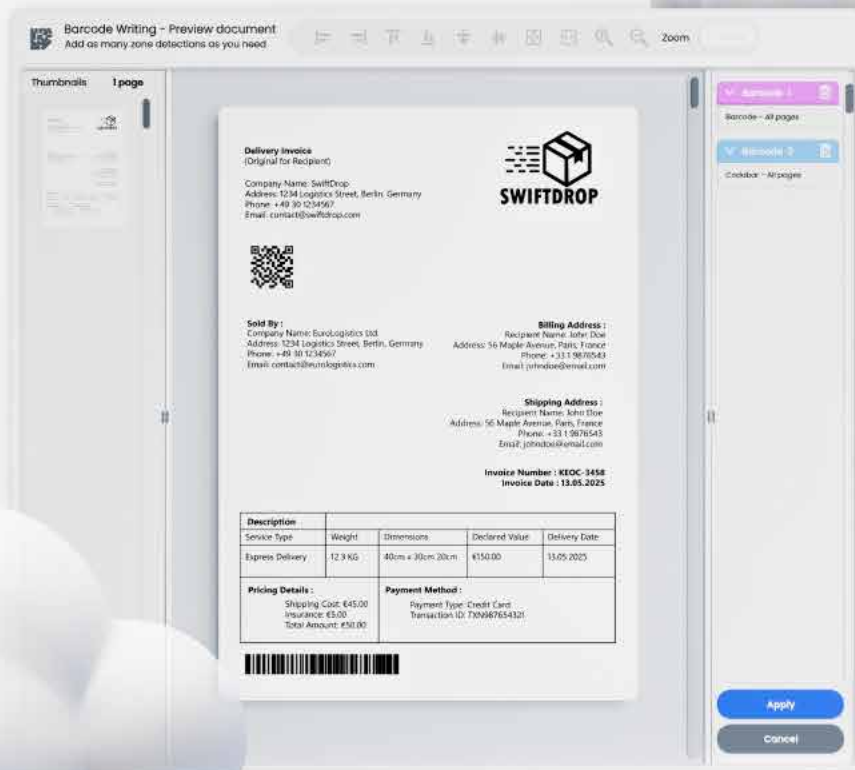 Barcode Writing - Preview document
Add as many zone detections as you need
Zoom
Thumbnails 1 page
Delivery Invoice
(Original for Recipient)
Company Name: SwiftDrop
Address: 1234 Logistics Street, Berlin, Germany
Phone: +49 30 1234567
Email: contact@swiftdrop.com
SWIFTDROP
Sold By :
Company Name: EuroLogistics Ltd
Address: 1234 Logistics Street, Berlin, Germany
Phone: +49 30 1234567
Email: contact@eurologistics.com
Billing Address :
Recipient Name: John Doe
Address: 56 Maple Avenue, Paris, France
Phone: +33 1 9876543
Email: johndoe@email.com
Shipping Address :
Recipient Name: John Doe
Address: 56 Maple Avenue, Paris, France
Phone: +33 1 9876543
Email: johndoe@email.com
Invoice Number : KEOC-3458
Invoice Date : 13.05.2025
Description
Service Type Weight Dimensions Declared Value Delivery Date
Express Delivery 12.3 KG 40cm x 30cm 20cm €150.00 13.05.2025
Pricing Details :
Shipping Cost: €45.00
Insurance: €5.00
Total Amount: €50.00
Payment Method :
Payment Type: Credit Card
Transaction ID: TXN987654321
Barcode 1
Barcode - All pages
Barcode 2
Codabar - All pages
Apply
Cancel